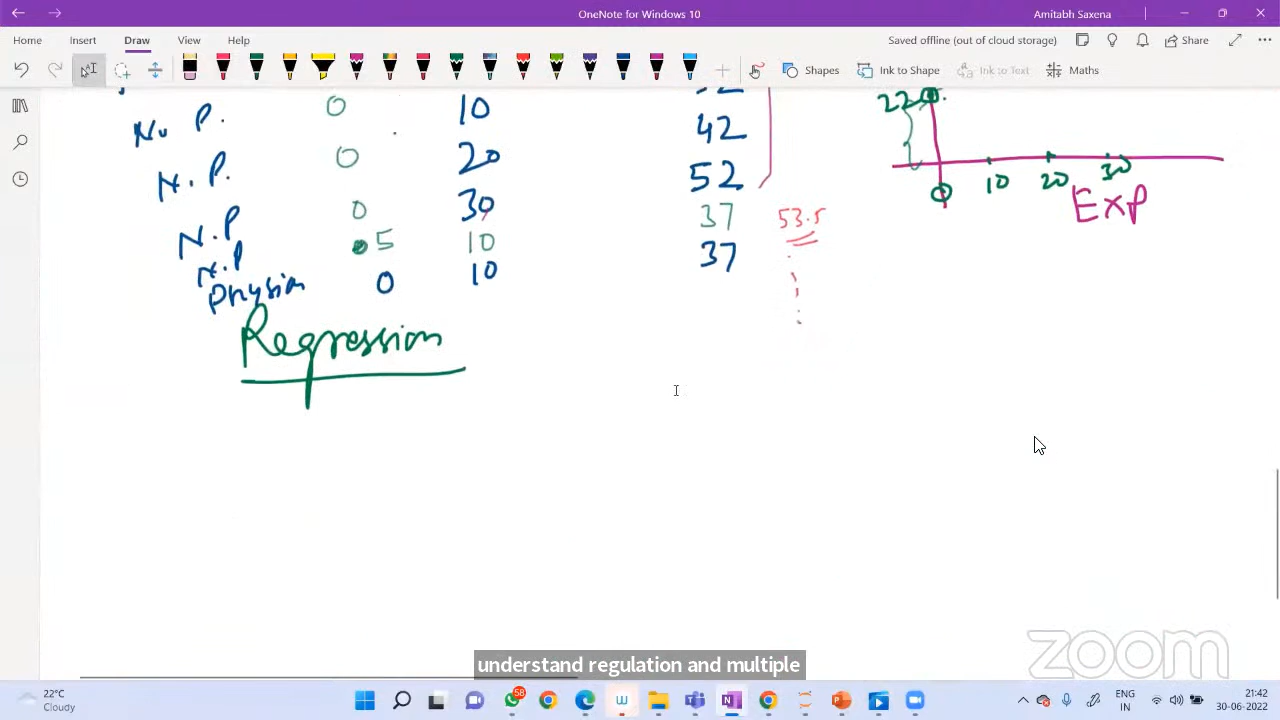 OneNote for Windows 10
Amitabh Saxena
Home Insert Draw View Help
Saved offline (out of cloud storage)
Share
Shapes
Ink to Shape
Ink to Text
Maths
No P. 0 10 42
N.P. 0 20 52
N.P 0 30 37 53.5
N.P 5 10 37
0 10
22
0 10 20 30
EXP
Regression
understand regulation and multiple
zoom
22°C
Cloudy
58
ENG
IN
21:42
30-06-2022